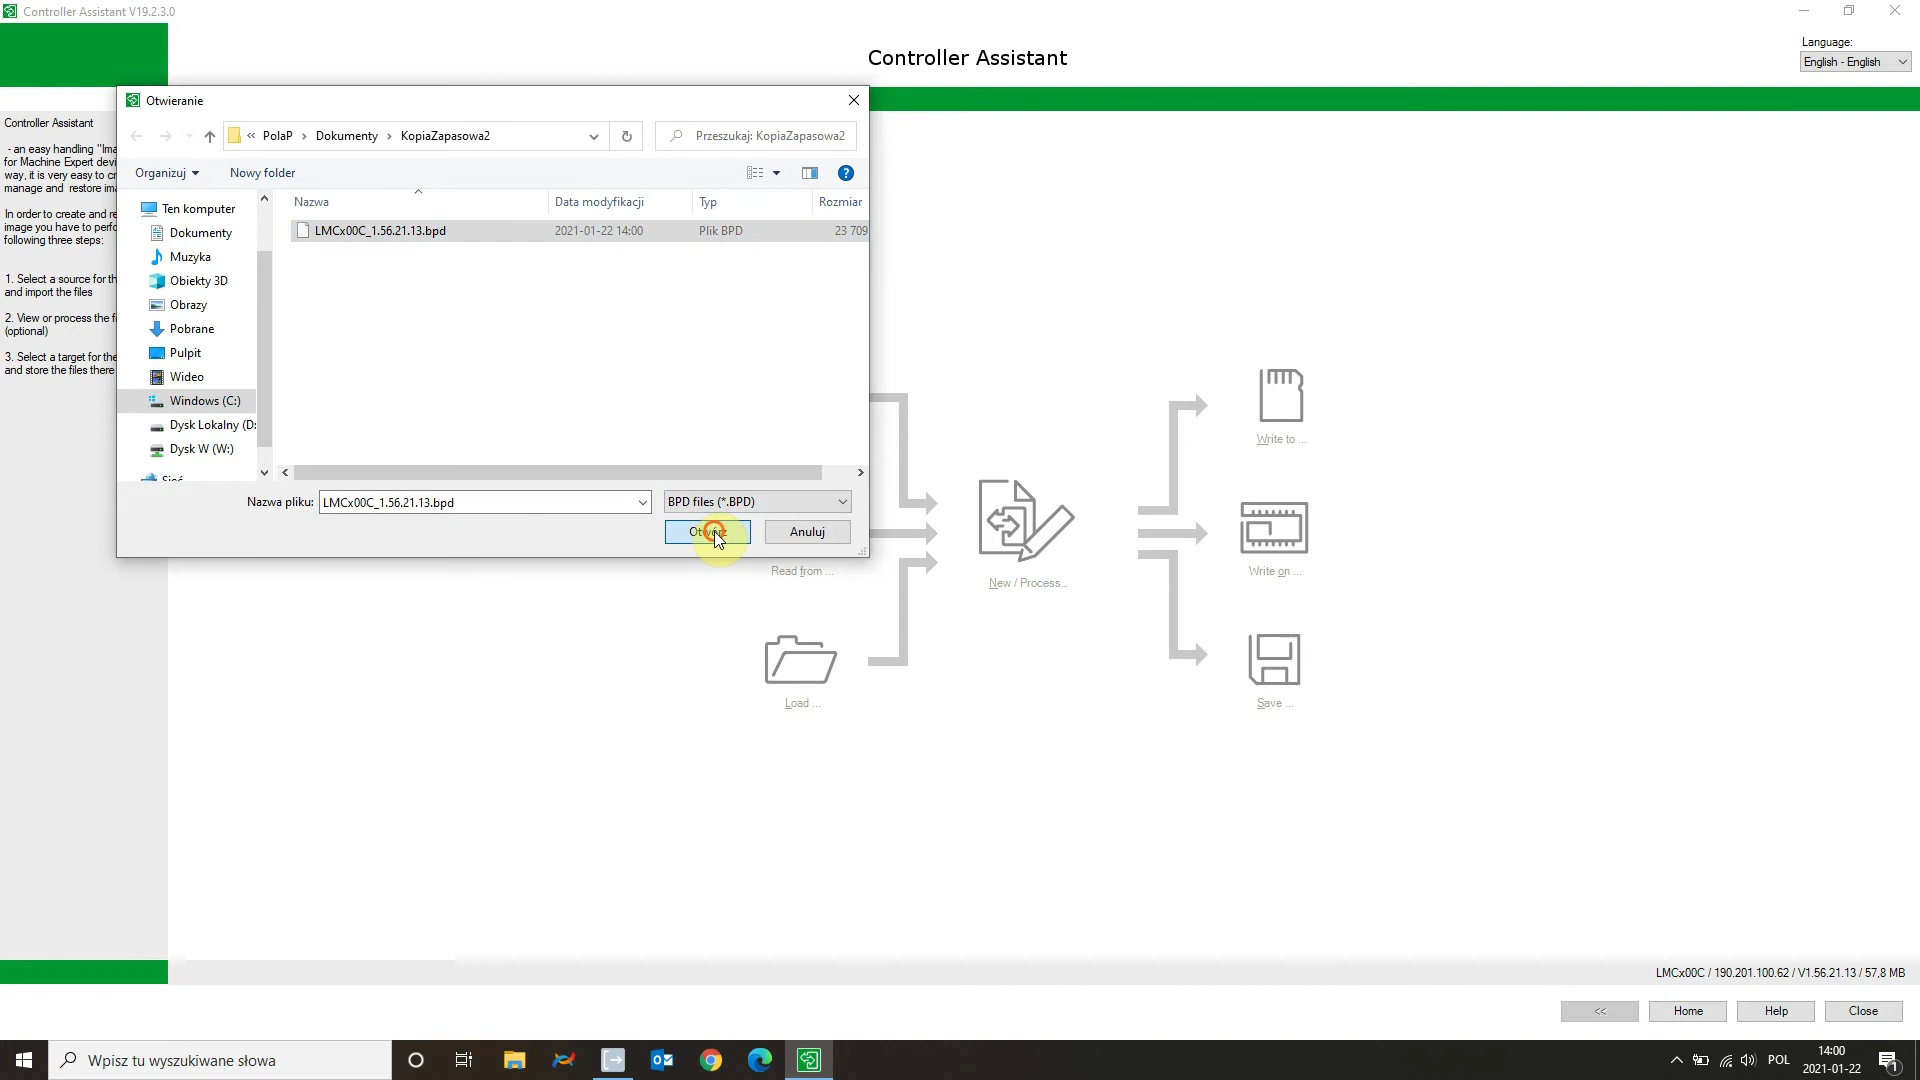 Controller Assistant V19.2.3.0
Controller Assistant
Language:
English - English
Otwieranie
« PolaP › Dokumenty › KopiaZapasowa2
Przeszukaj: KopiaZapasowa2
Organizuj
Nowy folder
Controller Assistant
- an easy handling
for Machine Expert
way, it is very easy to
manage and restore
In order to create and
image you have to
following three steps:
1. Select a source for
and import the files
2. View or process the
(optional)
3. Select a target for the
and store the files there
Ten komputer
Dokumenty
Muzyka
Obiekty 3D
Obrazy
Pobrane
Pulpit
Wideo
Windows (C:)
Dysk Lokalny (D:
Dysk W (W:)
Nazwa
Data modyfikacji
Typ
Rozmiar
LMCx00C_1.56.21.13.bpd
2021-01-22 14:00
Plik BPD
23 709
Nazwa pliku:
LMCx00C_1.56.21.13.bpd
BPD files (*.BPD)
Otwórz
Anuluj
Read from ...
Load ...
New / Process...
Write to ...
Write on ...
Save ...
LMCx00C / 190.201.100.62 / V1.56.21.13 / 57,8 MB
<<
Home
Help
Close
Wpisz tu wyszukiwane słowa
POL
14:00
2021-01-22
1